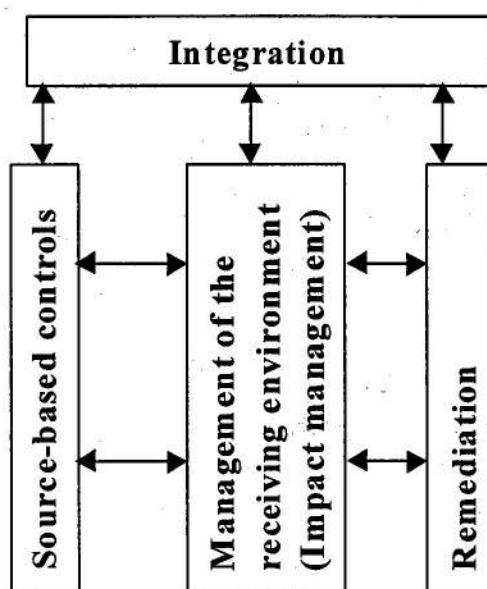 Integration
Source-based controls
Management of the
receiving environment
(Impact management)
Remediation